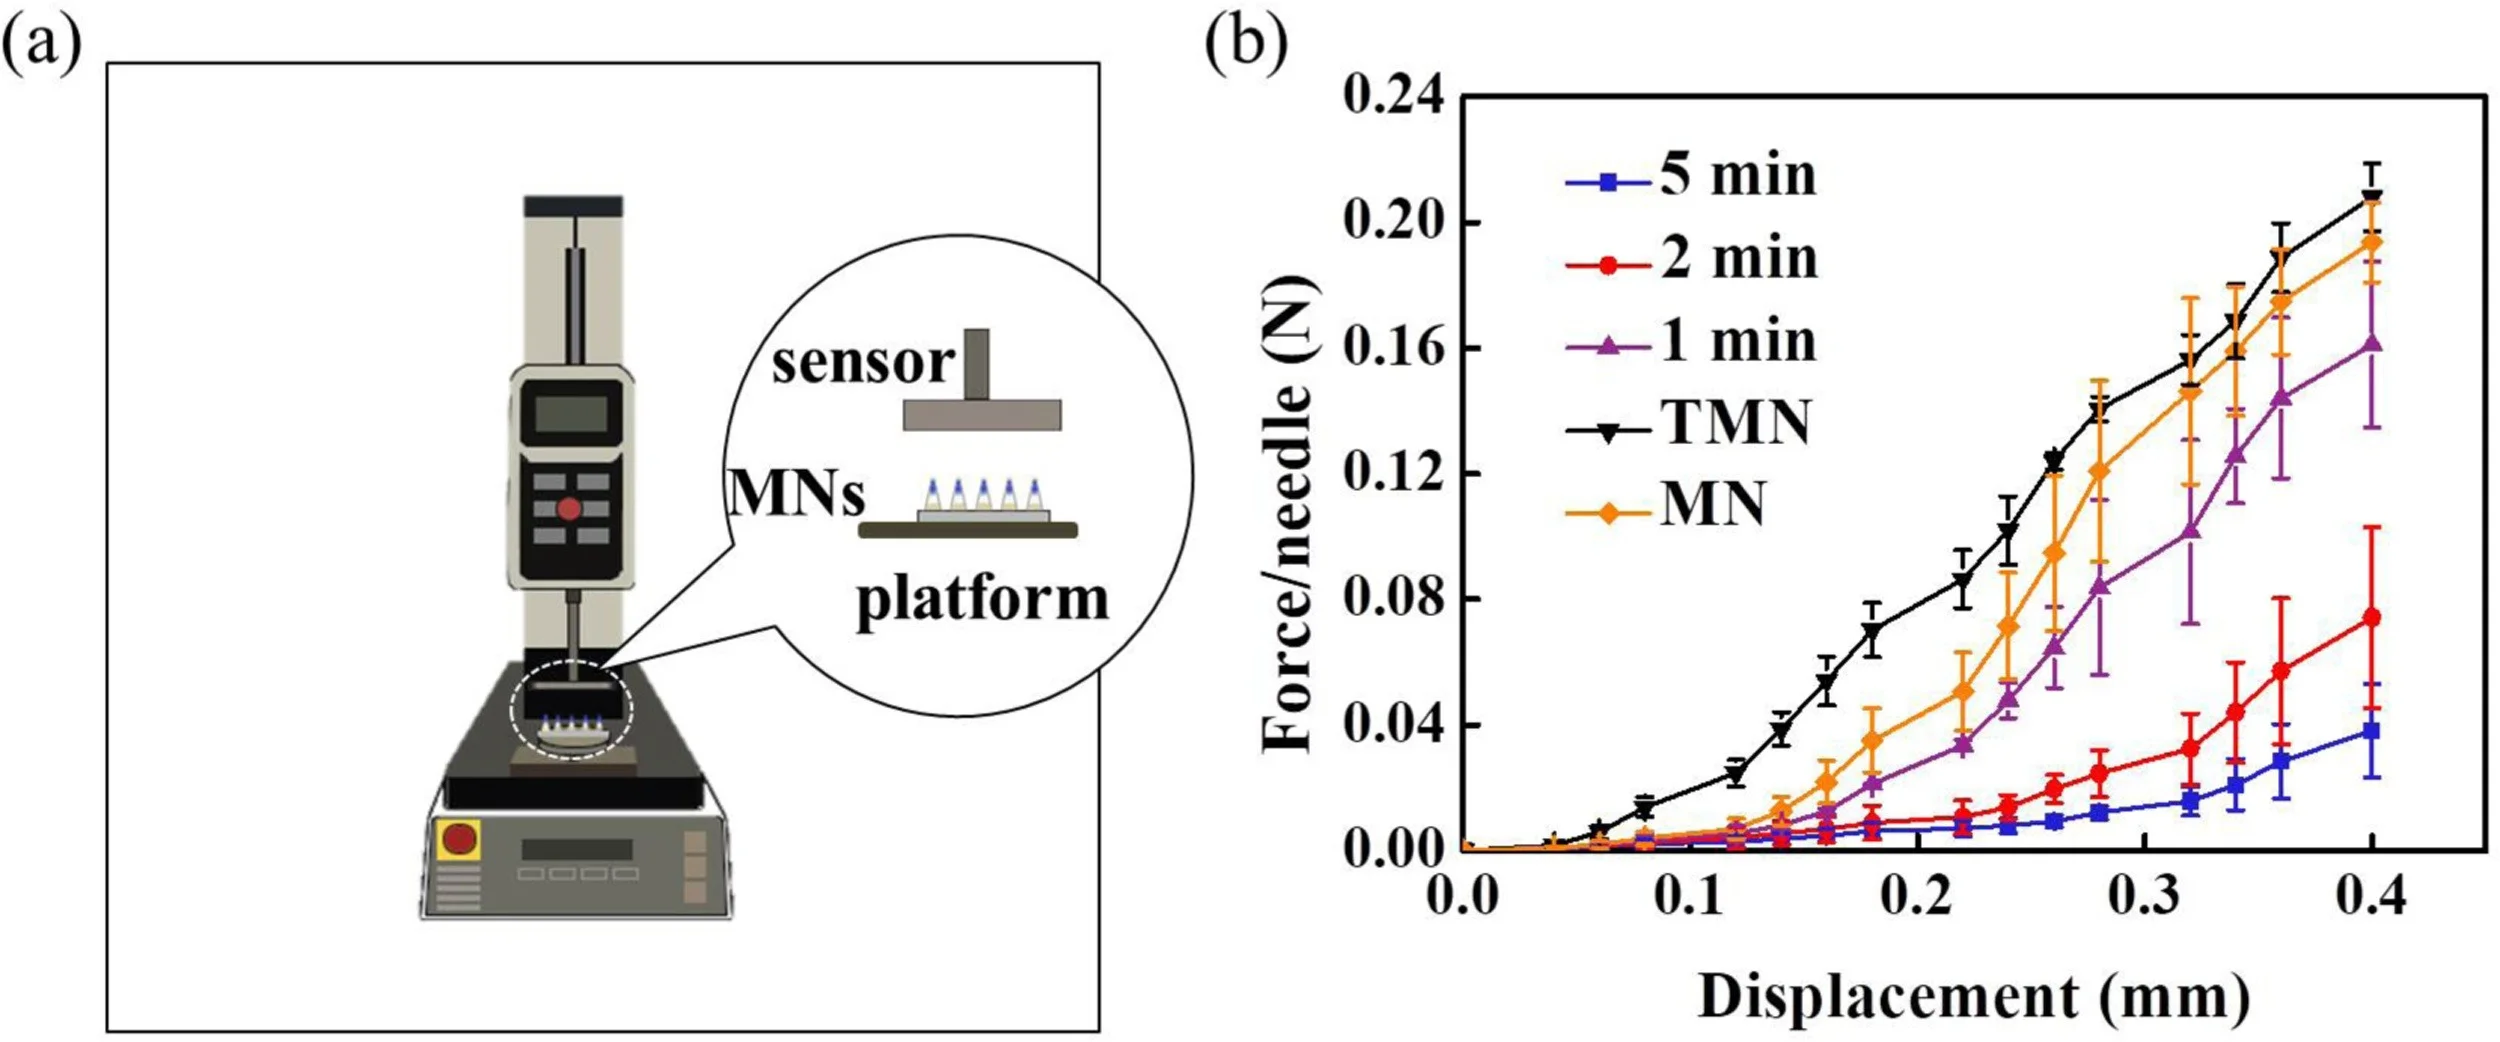 (a)
sensor
MNs
platform
(b)
0.24
0.20
0.16
0.12
0.08
0.04
0.00
Force/needle (N)
5 min
2 min
1 min
TMN
MN
0.0 0.1 0.2 0.3 0.4
Displacement (mm)